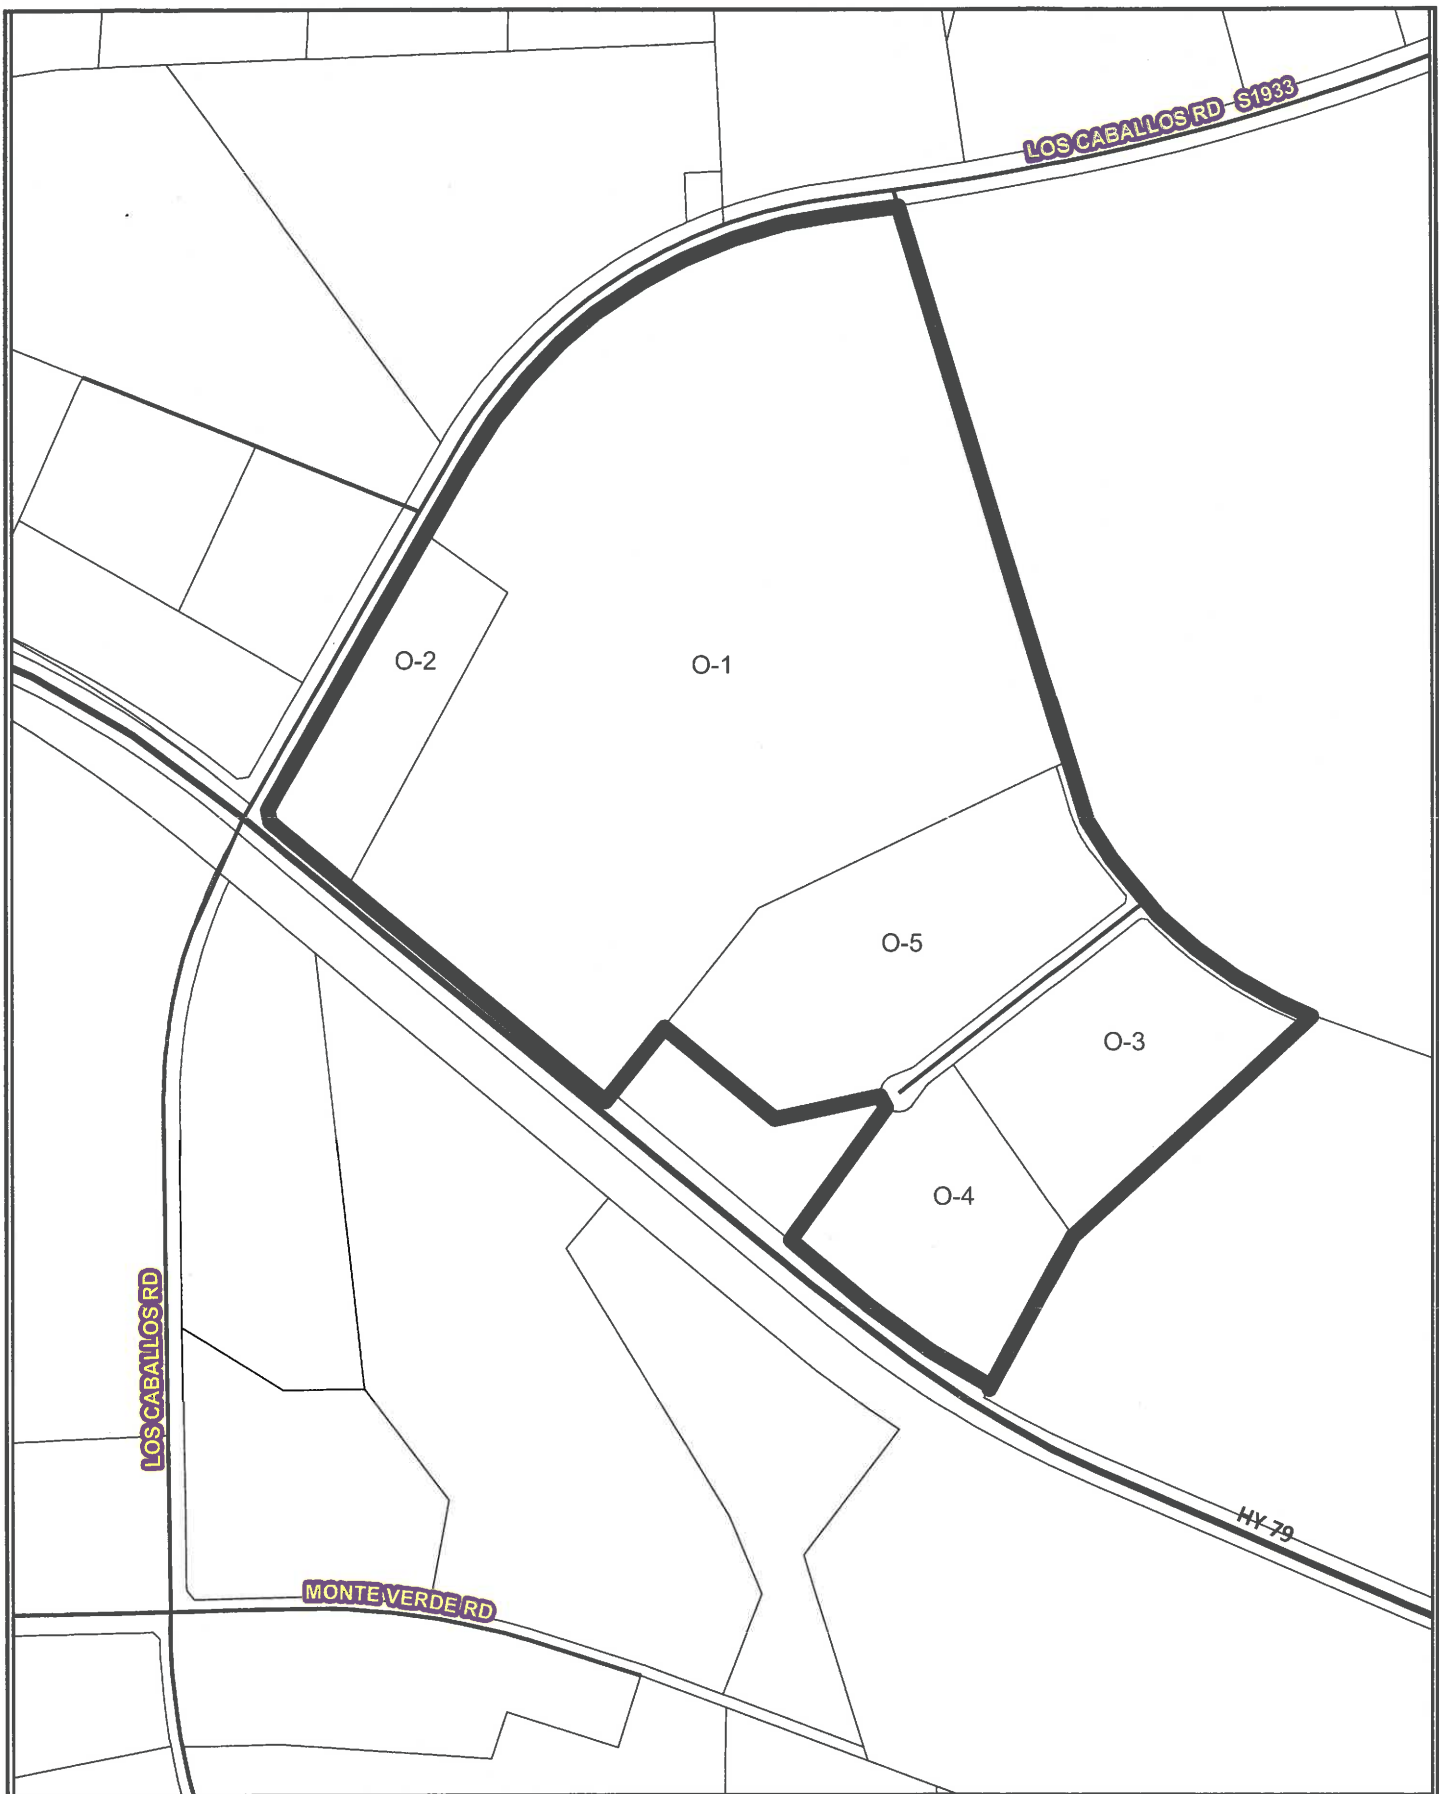 LOS CABALLOS RD S1933
O-2
O-1
O-5
O-3
O-4
LOS CABALLOS RD
HY 79
MONTE VERDE RD